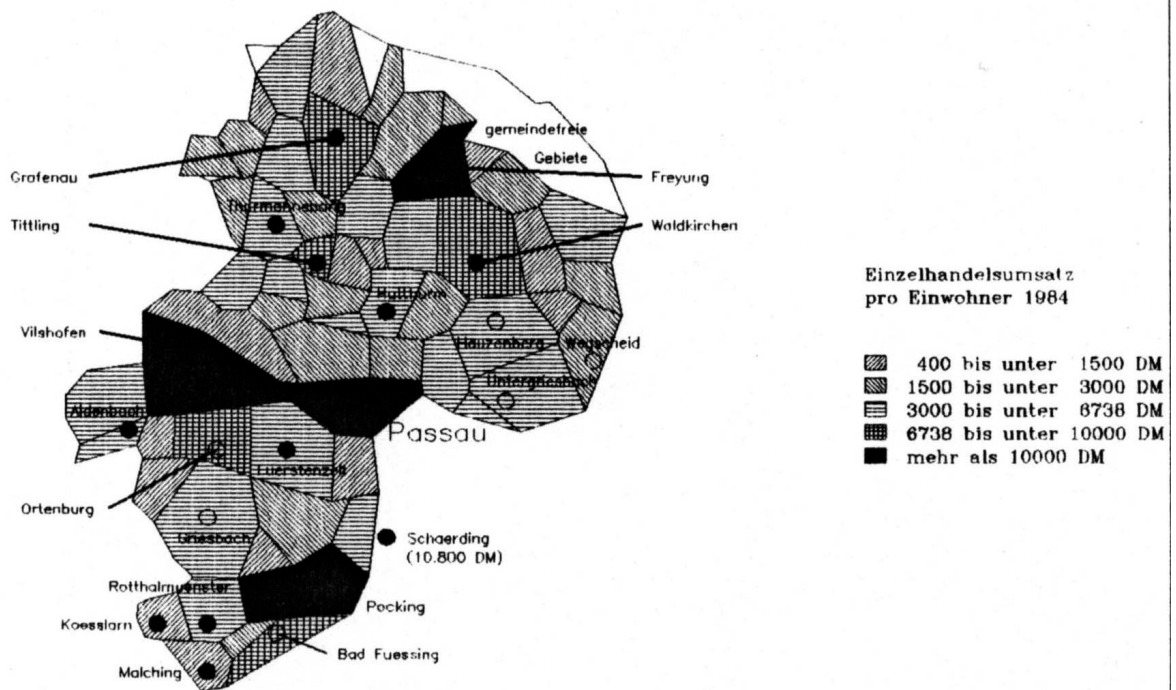 gemeindefreie
Gebiete
Grafenau
Freyung
Thurmannsbang
Tittling
Waldkirchen
Hutthurm
Vilshofen
Hauzenberg
Wegscheid
Untergriesbach
Aidenbach
Passau
Fuerstenzell
Ortenburg
Griesbach
Schaerding
(10.800 DM)
Rotthalmuenster
Pocking
Koesslarn
Bad Fuessing
Malching
Einzelhandelsumsatz
pro Einwohner 1984
400 bis unter 1500 DM
1500 bis unter 3000 DM
3000 bis unter 6738 DM
6738 bis unter 10000 DM
mehr als 10000 DM